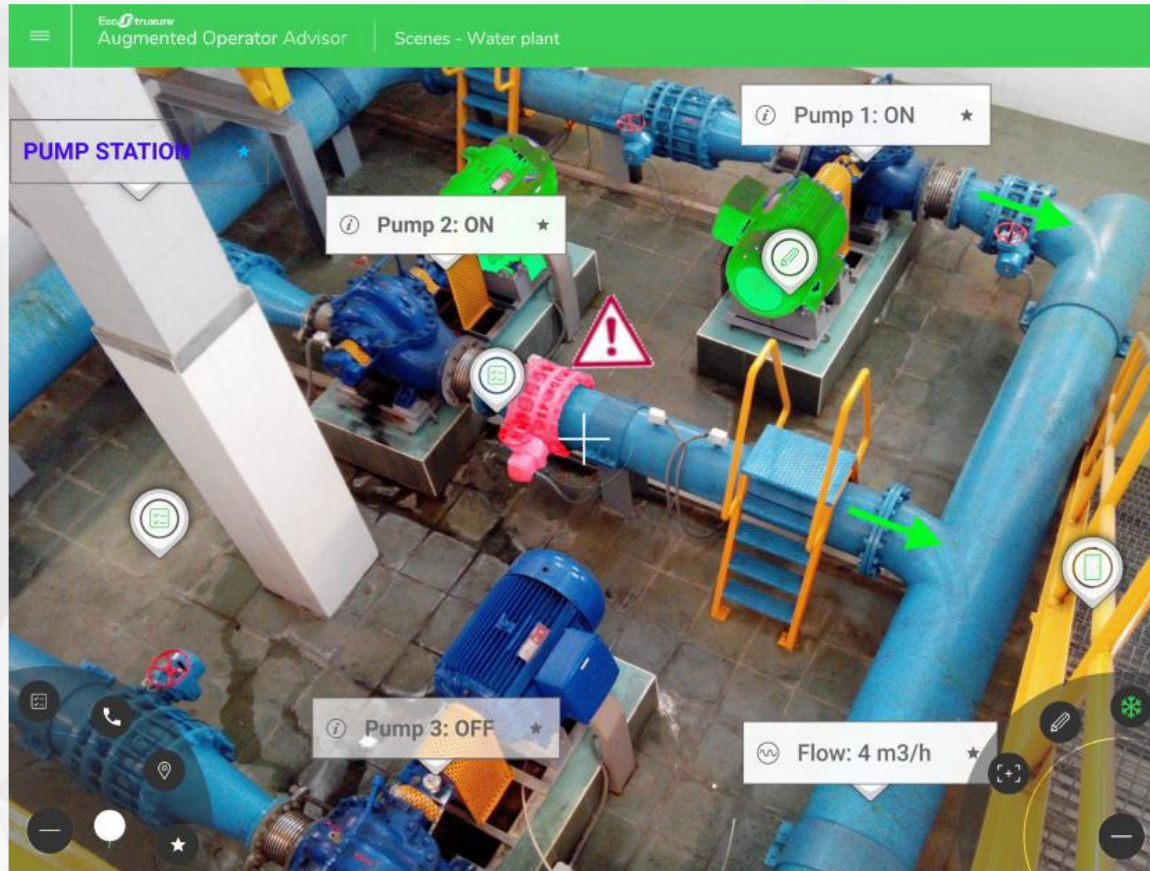 EcoStruxure
Augmented Operator Advisor
Scenes - Water plant
Pump 1: ON
PUMP STATION
Pump 2: ON
Pump 3: OFF
Flow: 4 m3/h